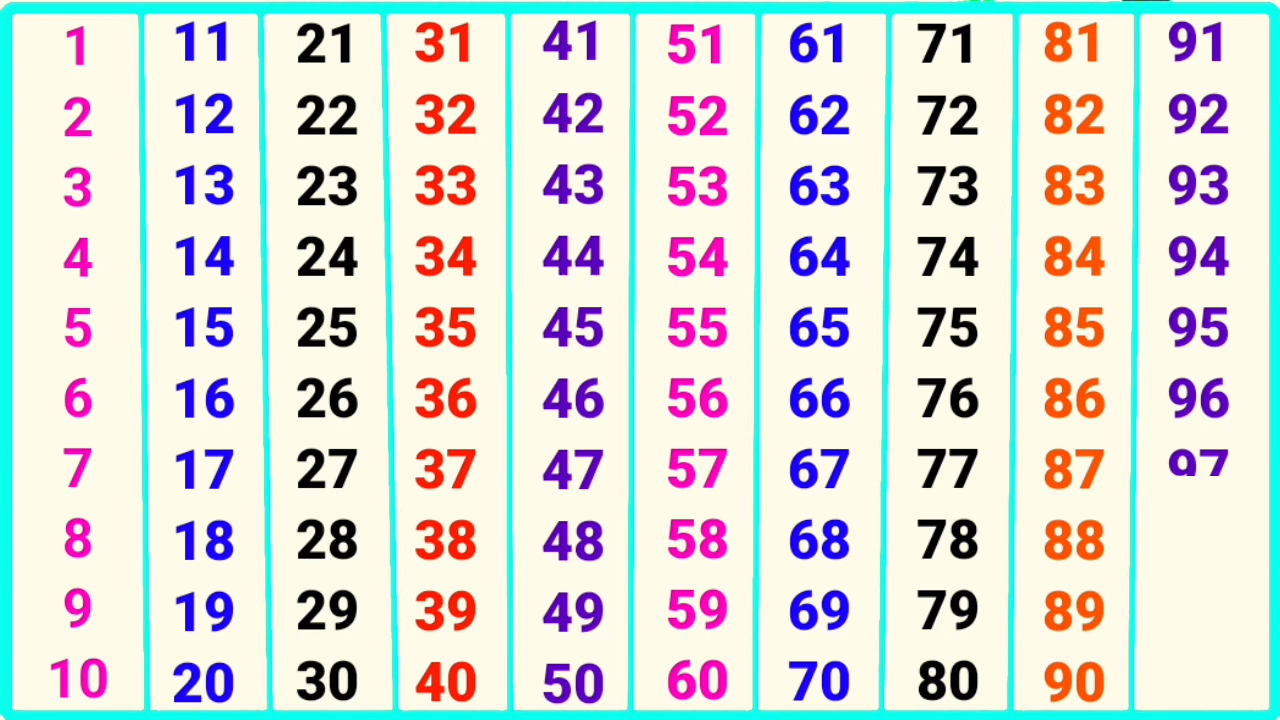 1 11 21 31 41 51 61 71 81 91
2 12 22 32 42 52 62 72 82 92
3 13 23 33 43 53 63 73 83 93
4 14 24 34 44 54 64 74 84 94
5 15 25 35 45 55 65 75 85 95
6 16 26 36 46 56 66 76 86 96
7 17 27 37 47 57 67 77 87 97
8 18 28 38 48 58 68 78 88
9 19 29 39 49 59 69 79 89
10 20 30 40 50 60 70 80 90